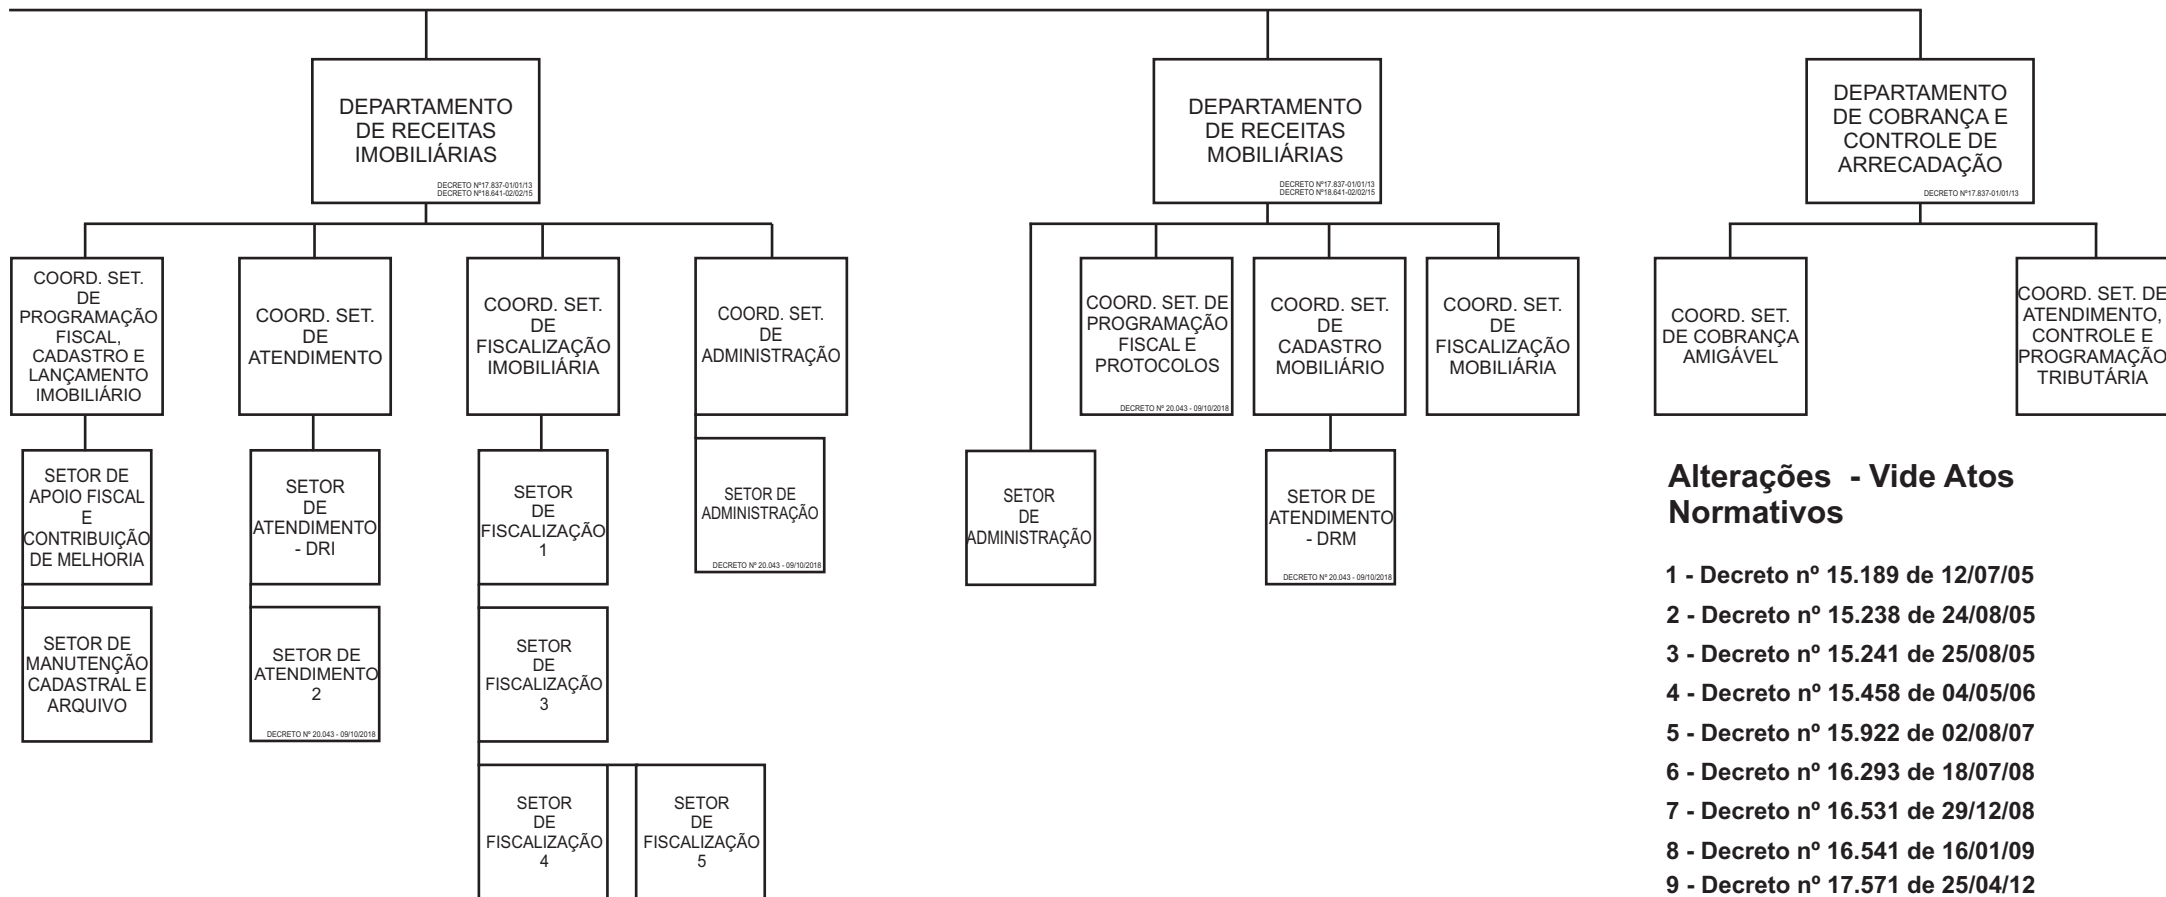 DEPARTAMENTO
DE RECEITAS
IMOBILIÁRIAS
DECRETO Nº17.837-01/01/13
DECRETO Nº18.641-02/02/15
DEPARTAMENTO
DE RECEITAS
MOBILIÁRIAS
DECRETO Nº17.837-01/01/13
DECRETO Nº18.641-02/02/15
DEPARTAMENTO
DE COBRANÇA E
CONTROLE DE
ARRECADAÇÃO
DECRETO Nº17.837-01/01/13
COORD. SET.
DE
PROGRAMAÇÃO
FISCAL,
CADASTRO E
LANÇAMENTO
IMOBILIÁRIO
COORD. SET.
DE
ATENDIMENTO
COORD. SET.
DE
FISCALIZAÇÃO
IMOBILIÁRIA
COORD. SET.
DE
ADMINISTRAÇÃO
COORD. SET. DE
PROGRAMAÇÃO
FISCAL E
PROTOCOLOS
DECRETO Nº 20.043 - 09/10/2018
COORD. SET.
DE
CADASTRO
MOBILIÁRIO
COORD. SET.
DE
FISCALIZAÇÃO
MOBILIÁRIA
COORD. SET.
DE COBRANÇA
AMIGÁVEL
COORD. SET. DE
ATENDIMENTO,
CONTROLE E
PROGRAMAÇÃO
TRIBUTÁRIA
SETOR DE
APOIO FISCAL
E
CONTRIBUIÇÃO
DE MELHORIA
SETOR
DE
ATENDIMENTO
- DRI
SETOR
DE
FISCALIZAÇÃO
1
SETOR DE
ADMINISTRAÇÃO
DECRETO Nº 20.043 - 09/10/2018
SETOR
DE
ADMINISTRAÇÃO
SETOR DE
ATENDIMENTO
- DRM
DECRETO Nº 20.043 - 09/10/2018
SETOR DE
MANUTENÇÃO
CADASTRAL E
ARQUIVO
SETOR DE
ATENDIMENTO
2
DECRETO Nº 20.043 - 09/10/2018
SETOR
DE
FISCALIZAÇÃO
3
SETOR
DE
FISCALIZAÇÃO
4
SETOR
DE
FISCALIZAÇÃO
5
Alterações - Vide Atos
Normativos
1 - Decreto nº 15.189 de 12/07/05
2 - Decreto nº 15.238 de 24/08/05
3 - Decreto nº 15.241 de 25/08/05
4 - Decreto nº 15.458 de 04/05/06
5 - Decreto nº 15.922 de 02/08/07
6 - Decreto nº 16.293 de 18/07/08
7 - Decreto nº 16.531 de 29/12/08
8 - Decreto nº 16.541 de 16/01/09
9 - Decreto nº 17.571 de 25/04/12